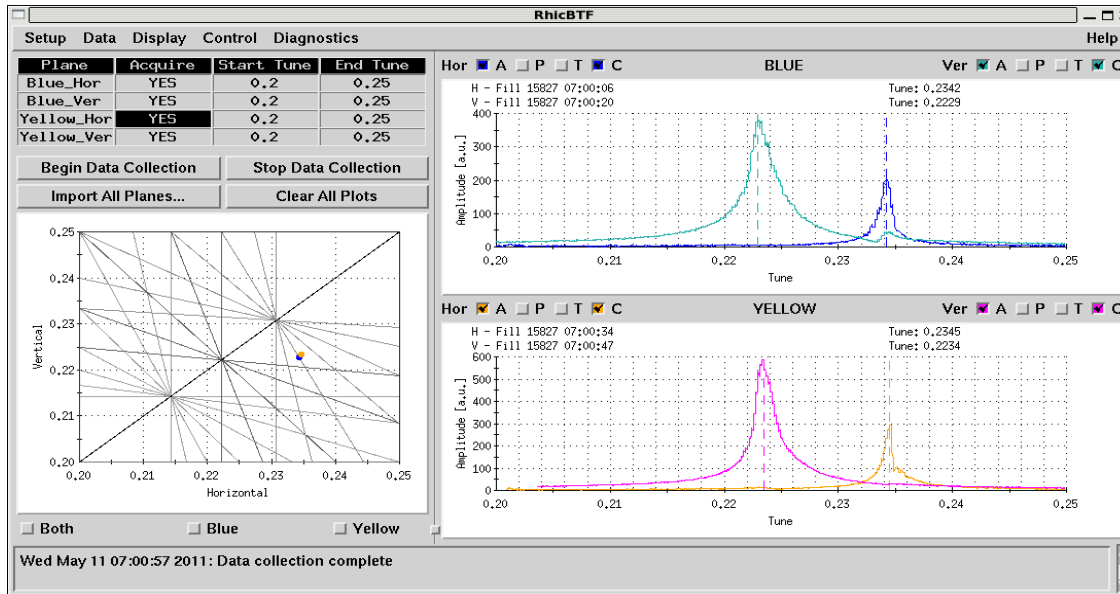 RhicBTF
Setup Data Display Control Diagnostics Help
Plane Acquire Start Tune End Tune
Blue_Hor YES 0.2 0.25
Blue_Ver YES 0.2 0.25
Yellow_Hor YES 0.2 0.25
Yellow_Ver YES 0.2 0.25
Begin Data Collection Stop Data Collection
Import All Planes... Clear All Plots
0.25
0.24
0.23
0.22
0.21
0.20
Vertical
0.20 0.21 0.22 0.23 0.24 0.25
Horizontal
Both Blue Yellow
Hor A P T C BLUE Ver A P T C
H - Fill 15827 07:00:06 Tune: 0.2342
V - Fill 15827 07:00:20 Tune: 0.2229
400
300
200
100
0
Amplitude [a.u.]
0.20 0.21 0.22 0.23 0.24 0.25
Tune
Hor A P T C YELLOW Ver A P T C
H - Fill 15827 07:00:34 Tune: 0.2345
V - Fill 15827 07:00:47 Tune: 0.2234
600
500
400
300
200
100
0
Amplitude [a.u.]
0.20 0.21 0.22 0.23 0.24 0.25
Tune
Wed May 11 07:00:57 2011: Data collection complete